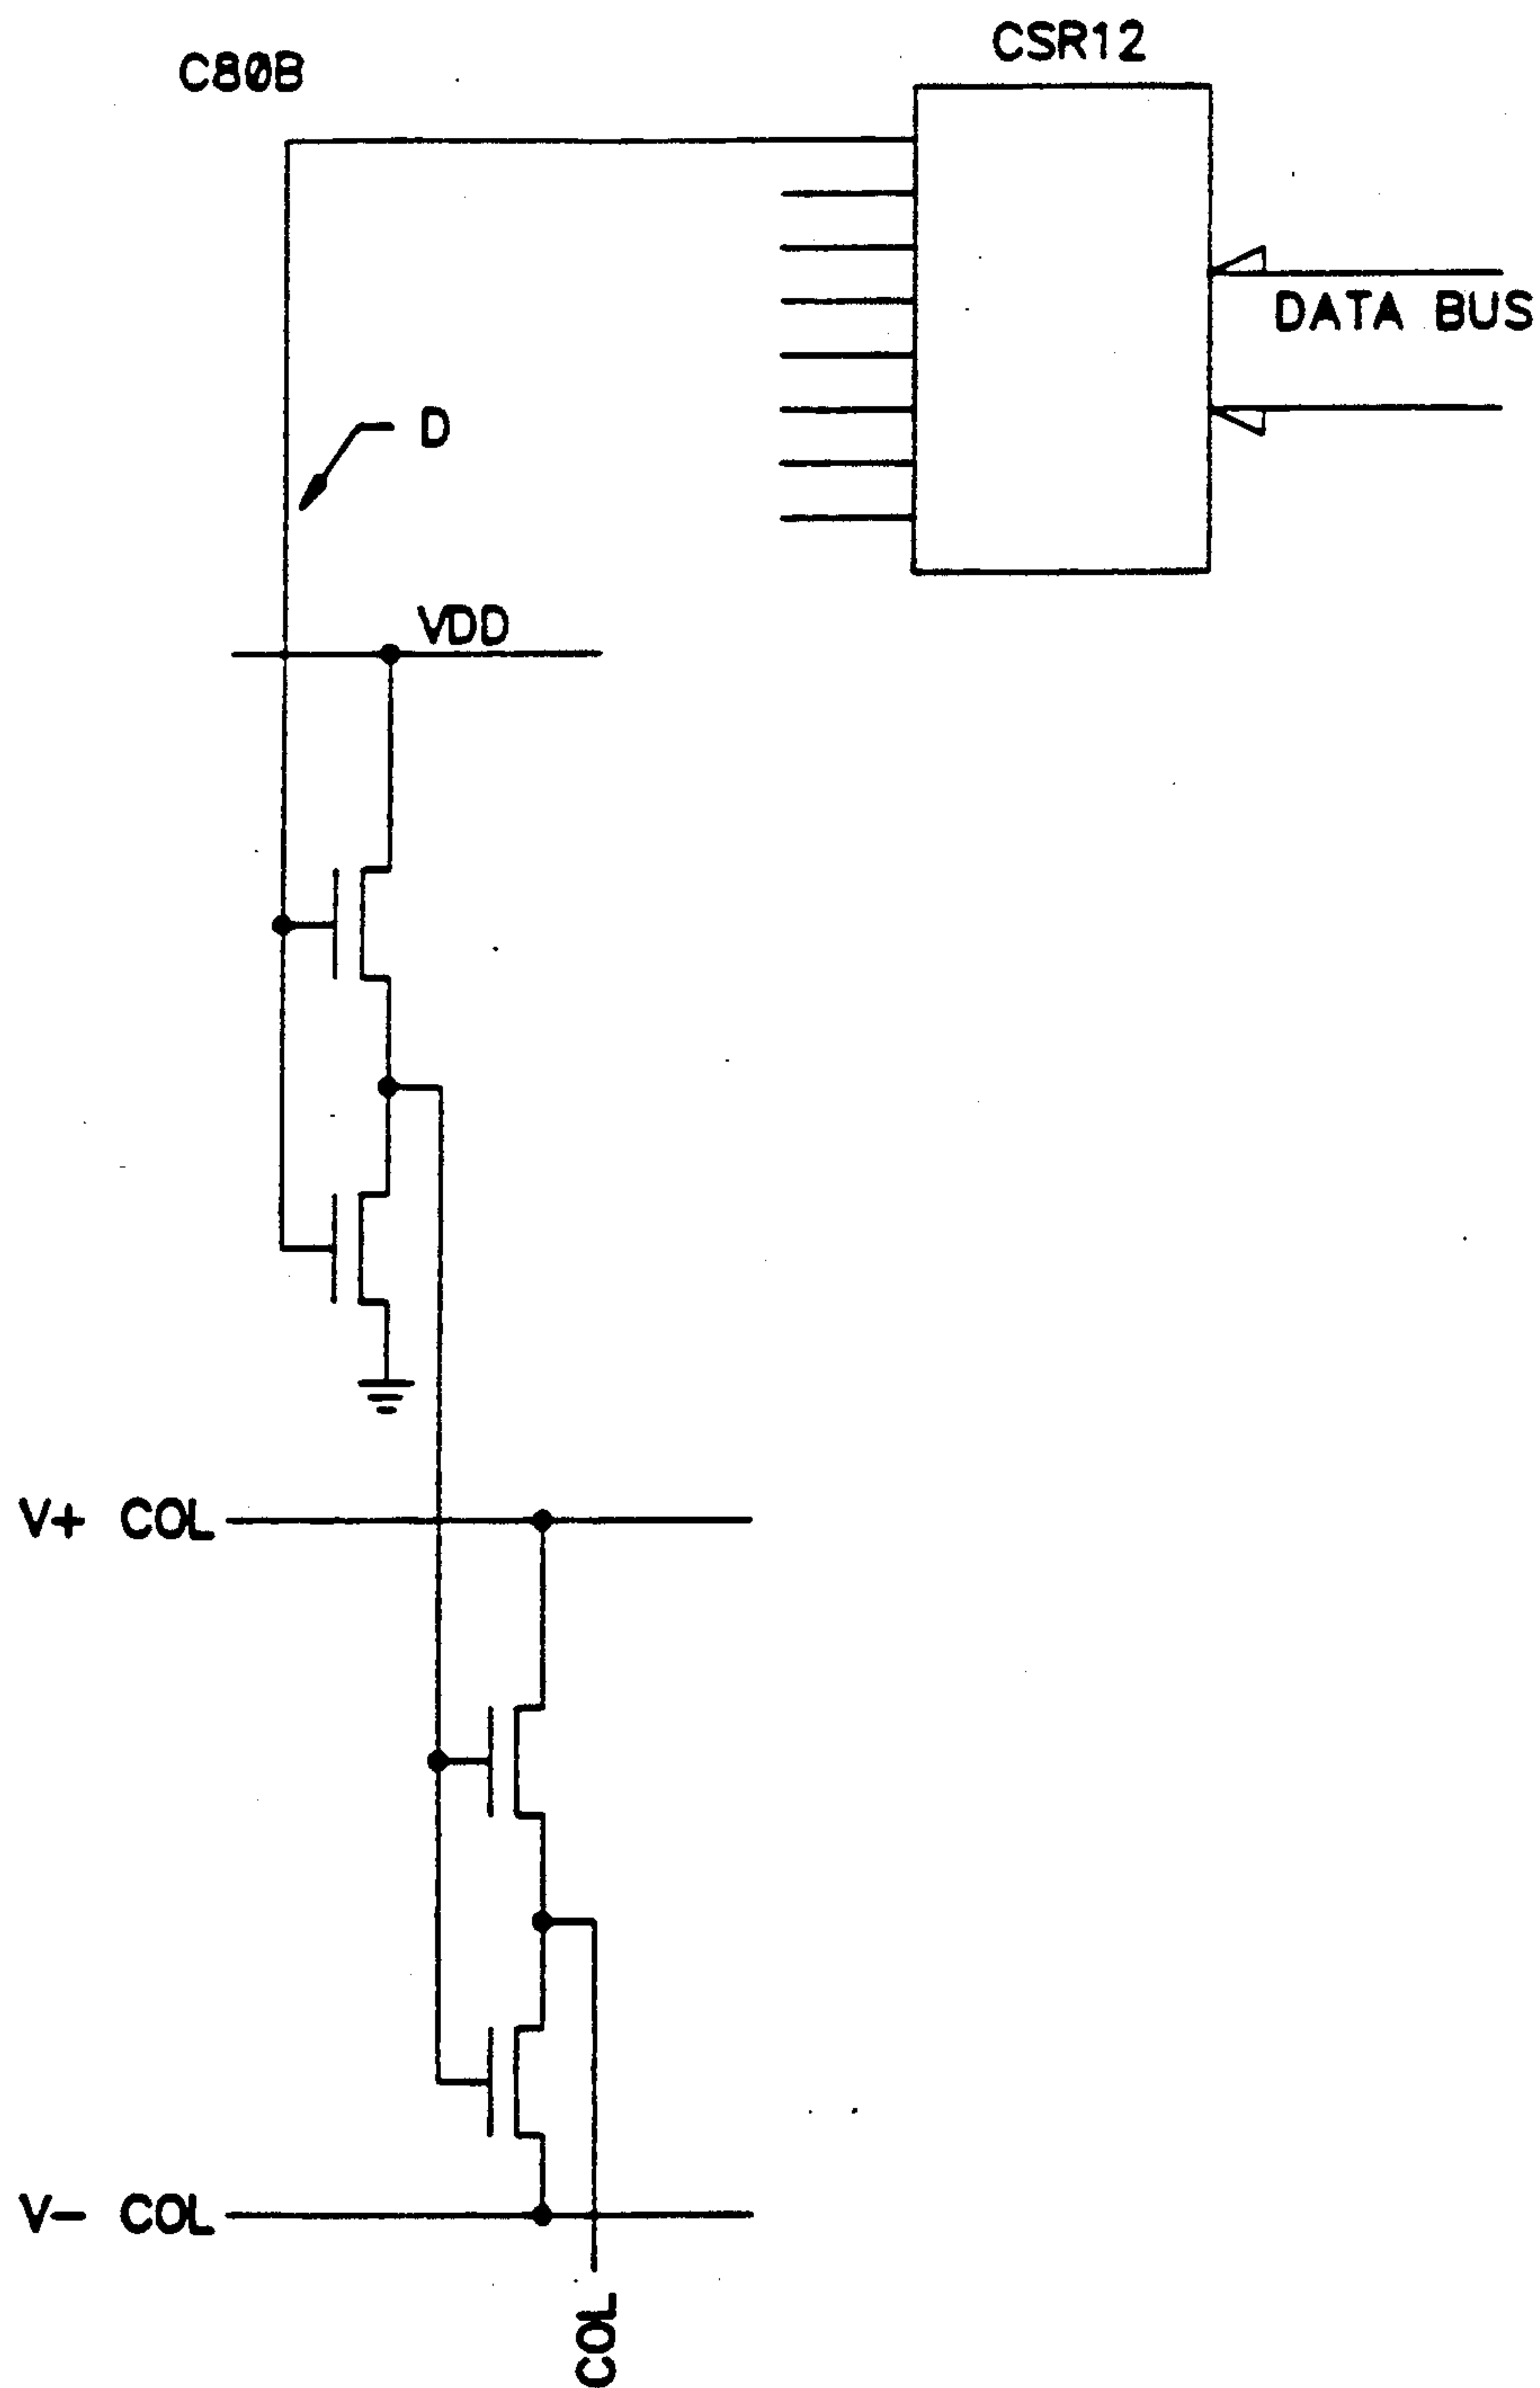 C80B
CSR12
DATA BUS
D
VDD
V+ COL
V- COL
COL